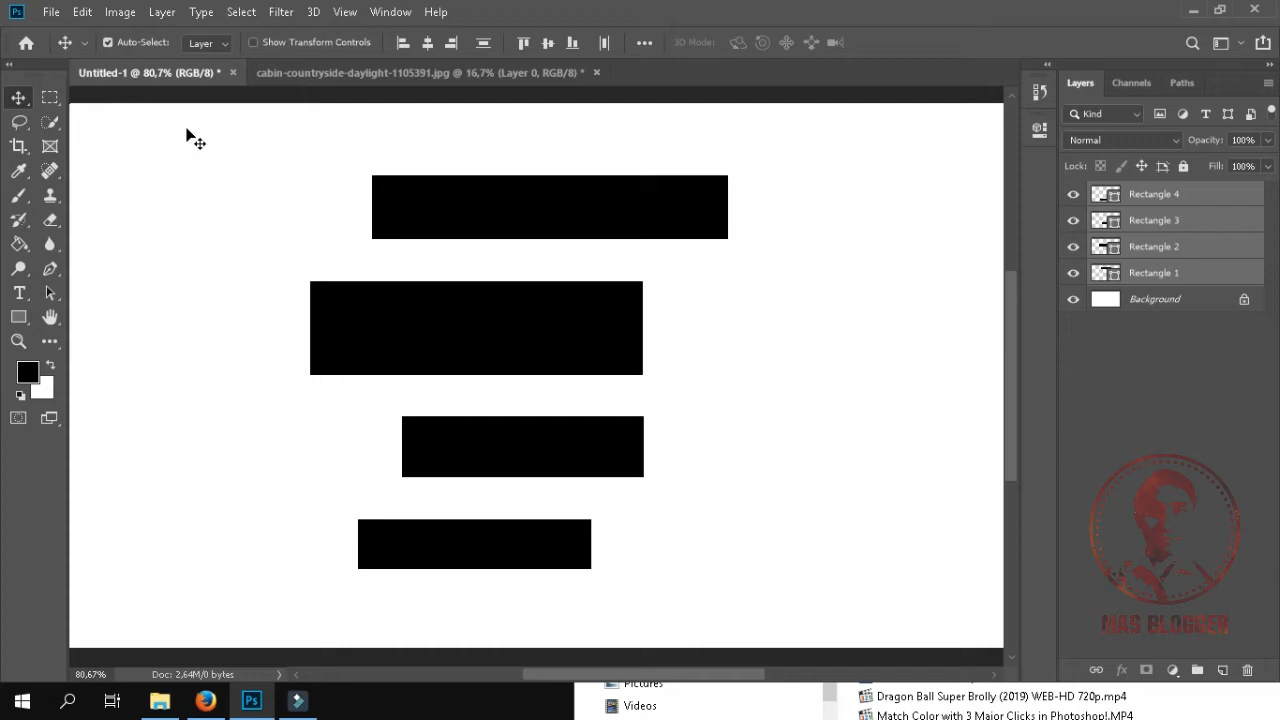 Ps File Edit Image Layer Type Select Filter 3D View Window Help
Auto-Select: Layer Show Transform Controls 3D Mode:
Untitled-1 @ 80,7% (RGB/8) * cabin-countryside-daylight-1105391.jpg @ 16,7% (Layer 0, RGB/8) *
Layers Channels Paths
Kind
Normal Opacity: 100%
Lock: Fill: 100%
Rectangle 4
Rectangle 3
Rectangle 2
Rectangle 1
Background
MAS BLOGGER
80,67% Doc: 2,64M/0 bytes
Ps
Pictures
Videos
Dragon Ball Super Brolly (2019) WEB-HD 720p.mp4
Match Color with 3 Major Clicks in Photoshop!.MP4